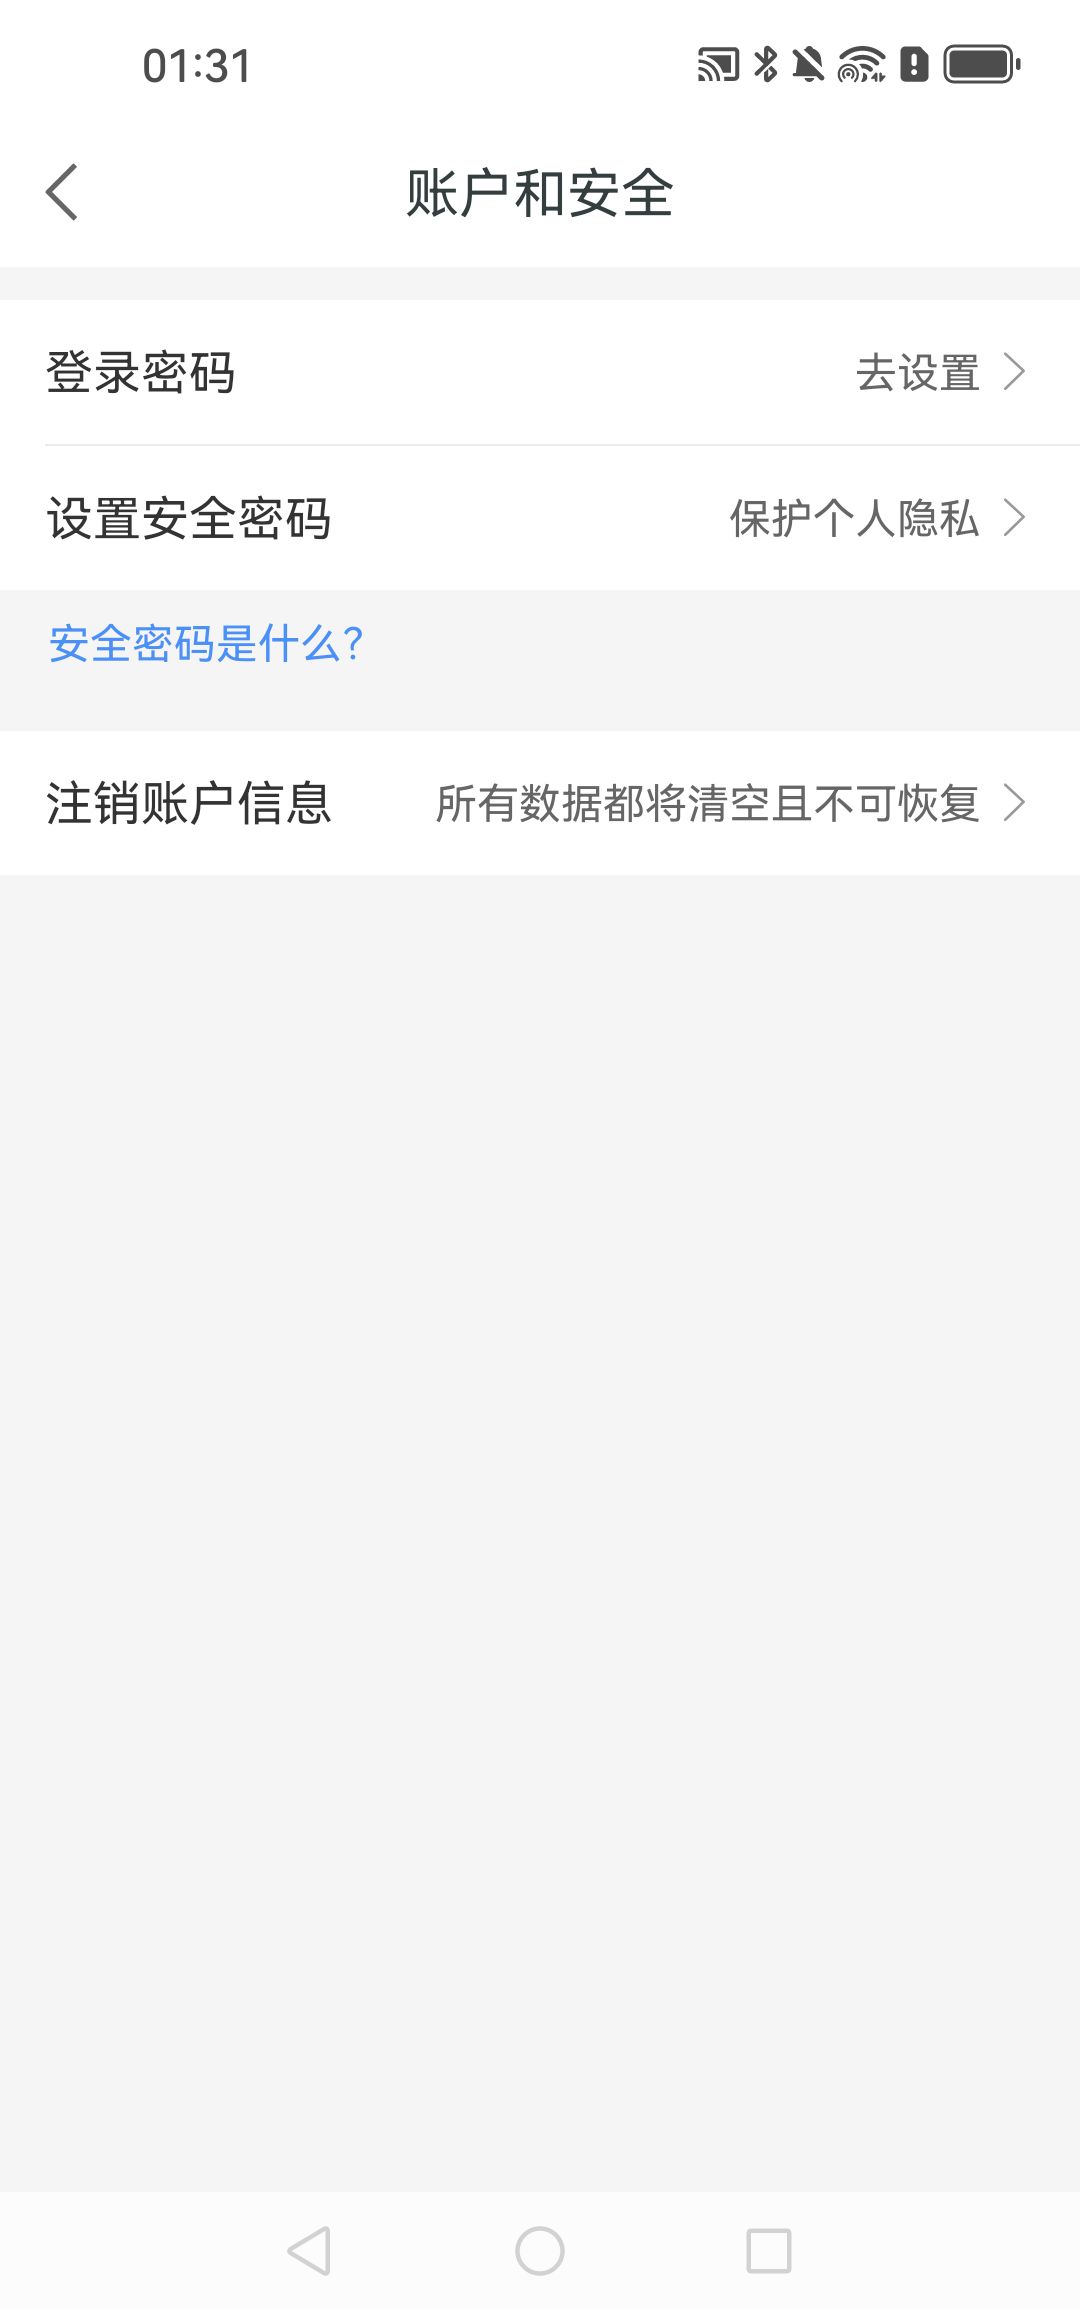 01:31
账户和安全
登录密码 去设置
设置安全密码 保护个人隐私
安全密码是什么？
注销账户信息 所有数据都将清空且不可恢复